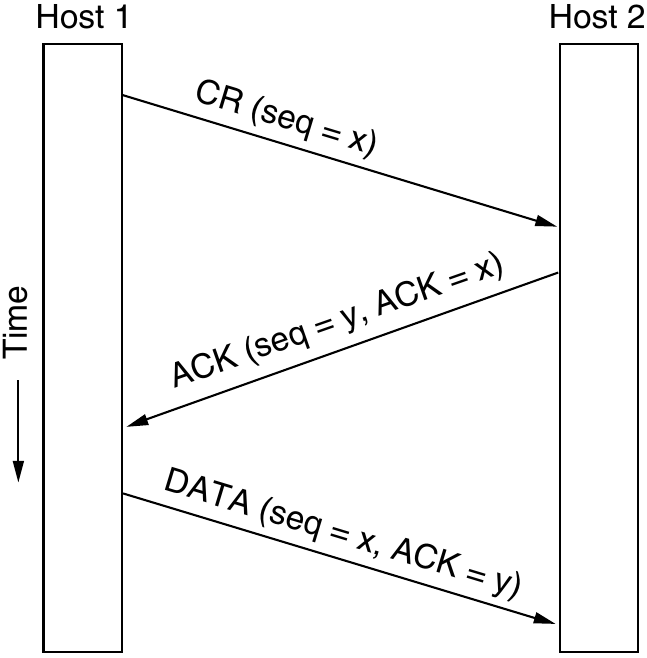 Host 1
Host 2
CR (seq = x)
ACK (seq = y, ACK = x)
Time
DATA (seq = x, ACK = y)